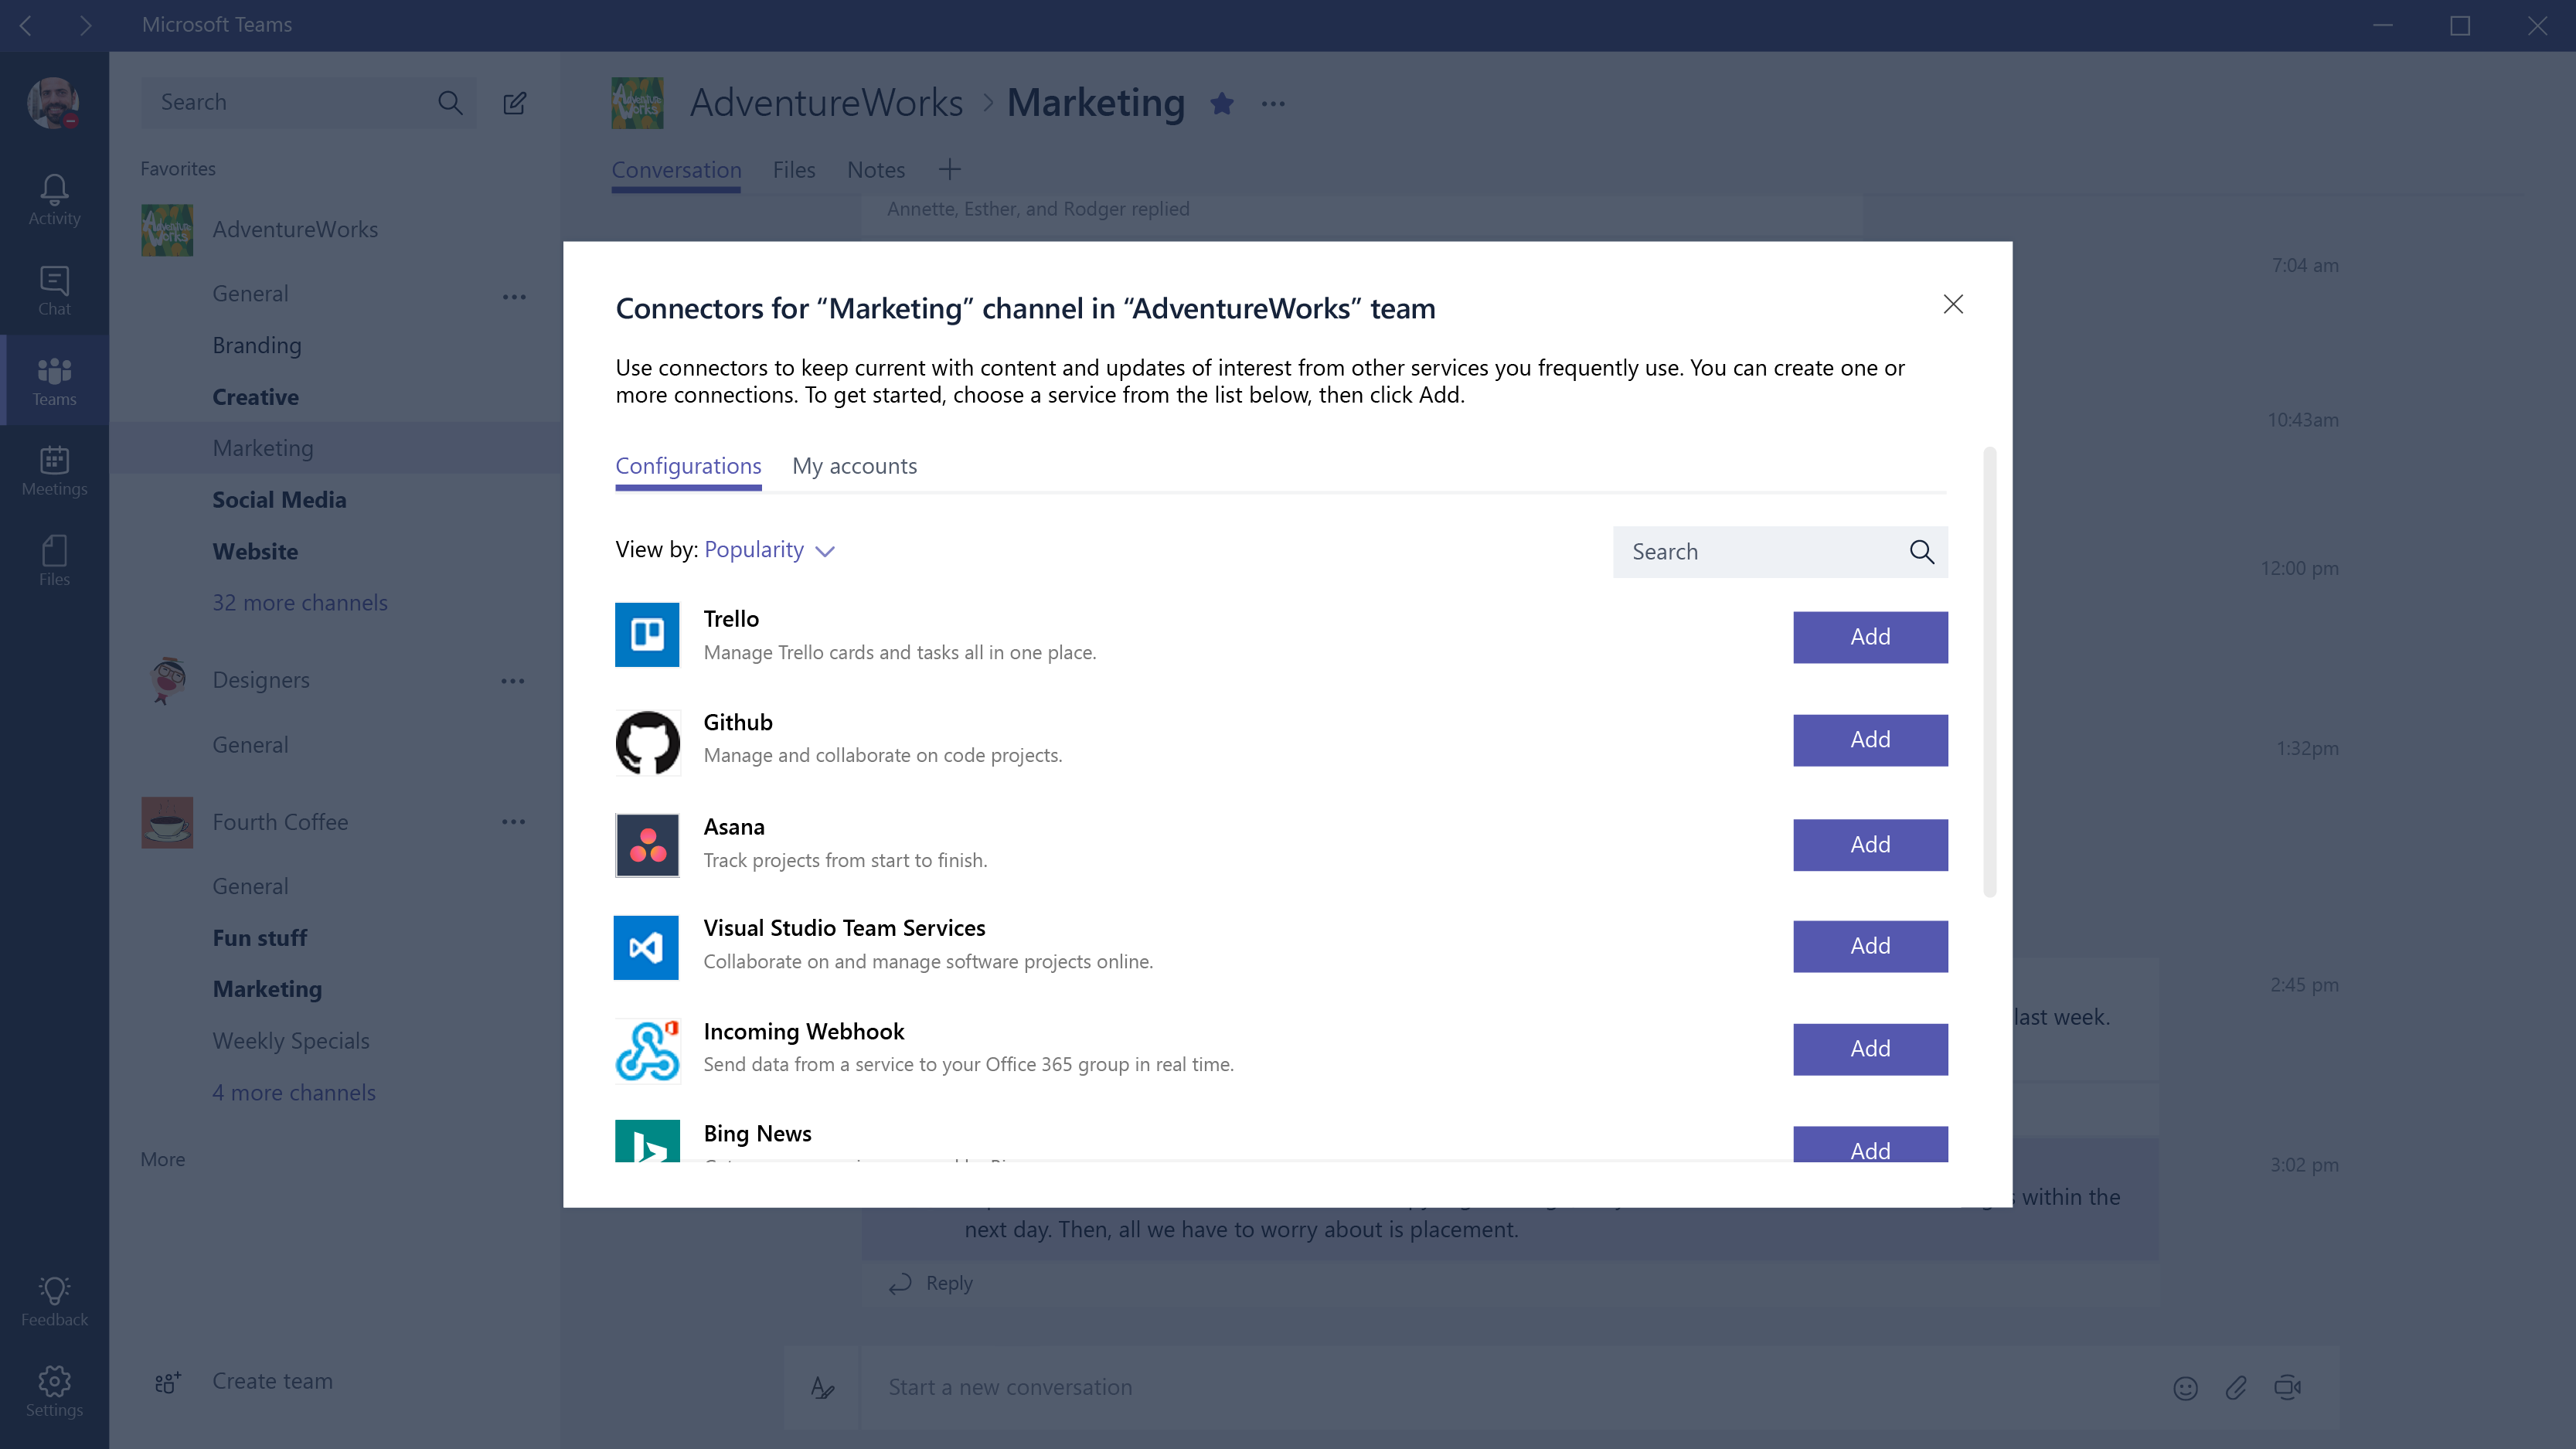 Microsoft Teams
Search
Favorites
AdventureWorks
General
Branding
Creative
Marketing
Social Media
Website
32 more channels
Designers
General
Fourth Coffee
General
Fun stuff
Marketing
Weekly Specials
4 more channels
More
Create team
Activity
Chat
Teams
Meetings
Files
Feedback
Settings
Adventure
Works
AdventureWorks > Marketing
Conversation Files Notes
Annette, Esther, and Rodger replied
7:04 am
10:43am
12:00 pm
1:32pm
2:45 pm
last week.
3:02 pm
within the
next day. Then, all we have to worry about is placement.
Reply
Start a new conversation
Connectors for “Marketing” channel in “AdventureWorks” team
Use connectors to keep current with content and updates of interest from other services you frequently use. You can create one or
more connections. To get started, choose a service from the list below, then click Add.
Configurations My accounts
View by: Popularity
Search
Trello
Manage Trello cards and tasks all in one place.
Add
Github
Manage and collaborate on code projects.
Add
Asana
Track projects from start to finish.
Add
Visual Studio Team Services
Collaborate on and manage software projects online.
Add
Incoming Webhook
Send data from a service to your Office 365 group in real time.
Add
Bing News
Add